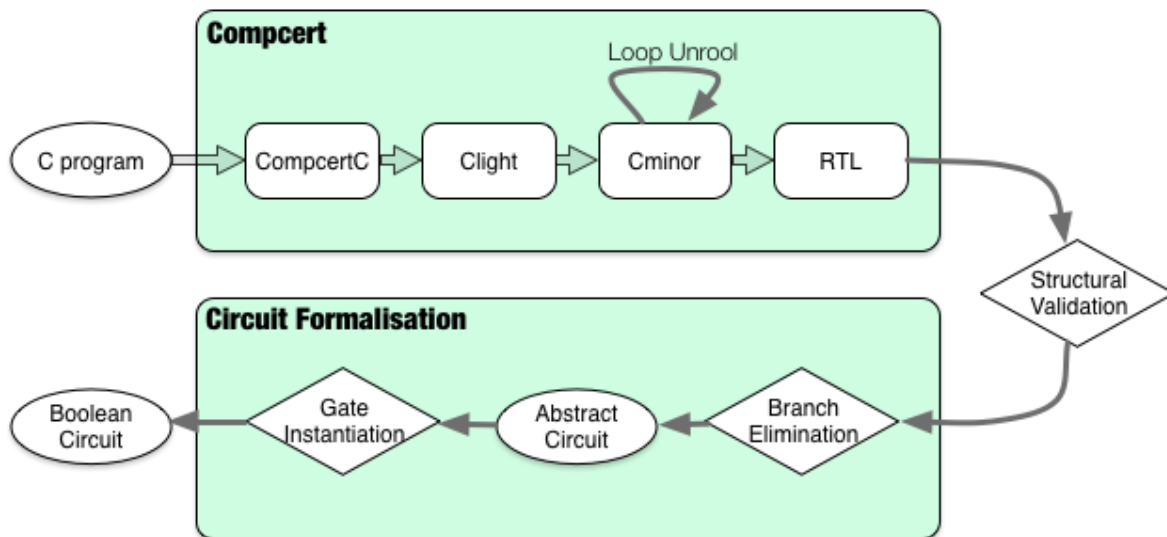 Compcert
Loop Unrool
C program
CompcertC
Clight
Cminor
RTL
Structural
Validation
Circuit Formalisation
Boolean
Circuit
Gate
Instantiation
Abstract
Circuit
Branch
Elimination